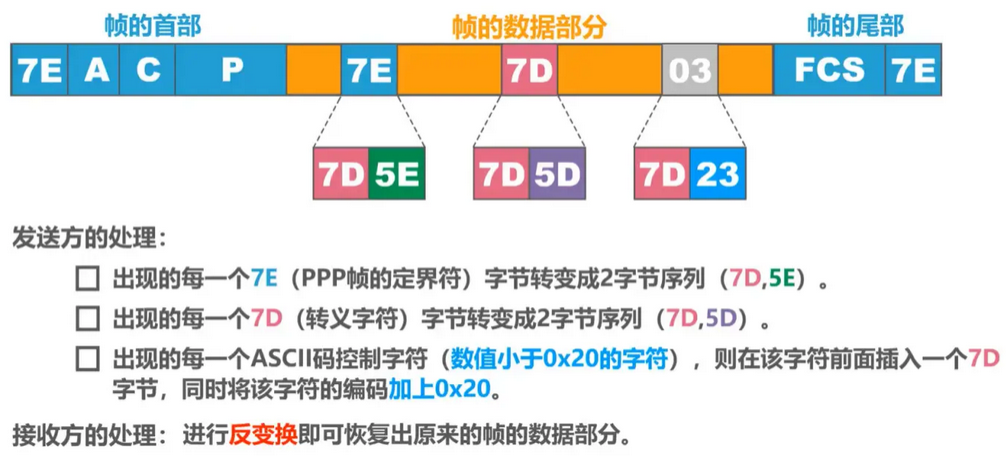 帧的首部 帧的数据部分 帧的尾部
7E A C P 7E 7D 03 FCS 7E
7D 5E 7D 5D 7D 23
发送方的处理：
出现的每一个7E（PPP帧的定界符）字节转变成2字节序列（7D,5E）。
出现的每一个7D（转义字符）字节转变成2字节序列（7D,5D）。
出现的每一个ASCII码控制字符（数值小于0x20的字符），则在该字符前面插入一个7D
字节，同时将该字符的编码加上0x20。
接收方的处理：进行反变换即可恢复出原来的帧的数据部分。